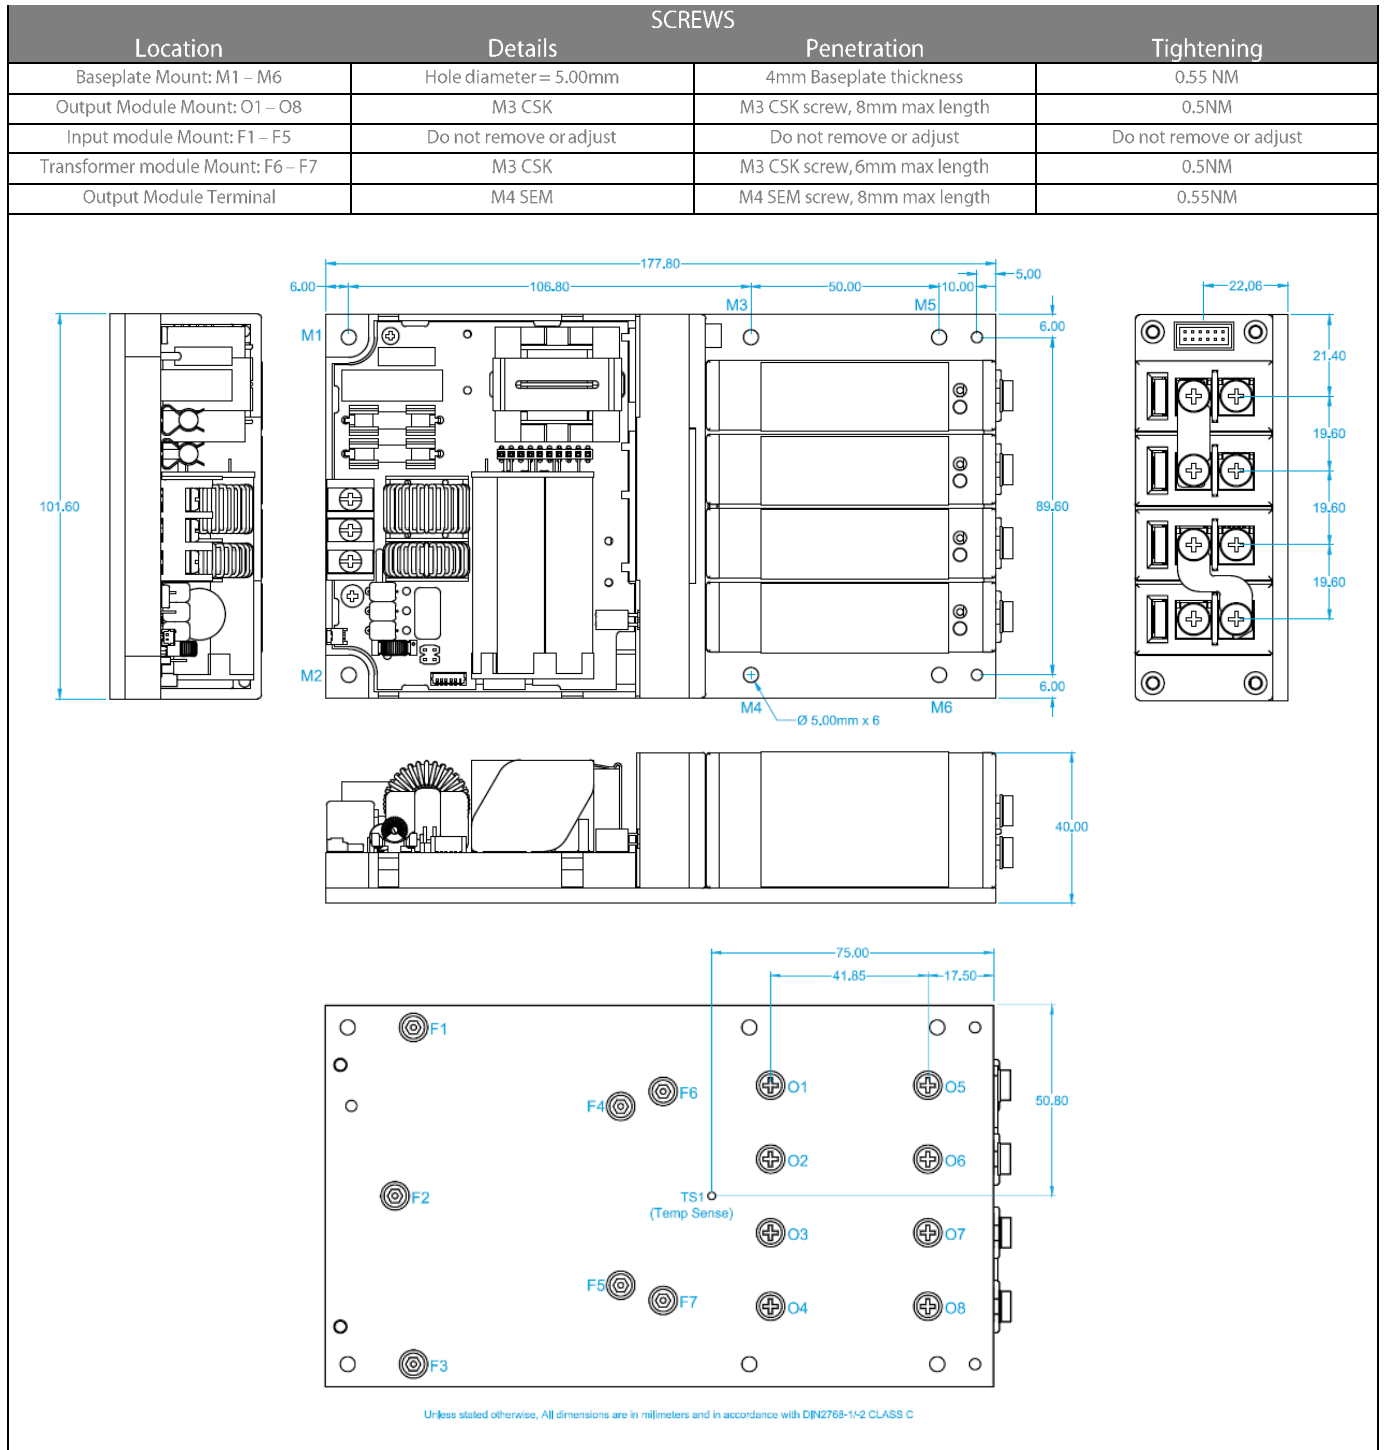 SCREWS
Location Details Penetration Tightening
Baseplate Mount: M1 – M6 Hole diameter = 5.00mm 4mm Baseplate thickness 0.55 NM
Output Module Mount: O1 – O8 M3 CSK M3 CSK screw, 8mm max length 0.5NM
Input module Mount: F1 – F5 Do not remove or adjust Do not remove or adjust Do not remove or adjust
Transformer module Mount: F6 – F7 M3 CSK M3 CSK screw, 6mm max length 0.5NM
Output Module Terminal M4 SEM M4 SEM screw, 8mm max length 0.55NM
177.80
5.00
6.00 106.80 50.00 10.00 22.06
M3 M5
M1 6.00
21.40
19.60
101.60 89.60
19.60
19.60
M2 6.00
M4 M6
Ø 5.00mm x 6
40.00
75.00
41.85 17.50
F1
F6 O1 O5
F4 50.80
O2 O6
F2 TS1
(Temp Sense)
O3 O7
F5
F7 O4 O8
F3
Unless stated otherwise, All dimensions are in milimeters and in accordance with DIN2768-1/-2 CLASS C